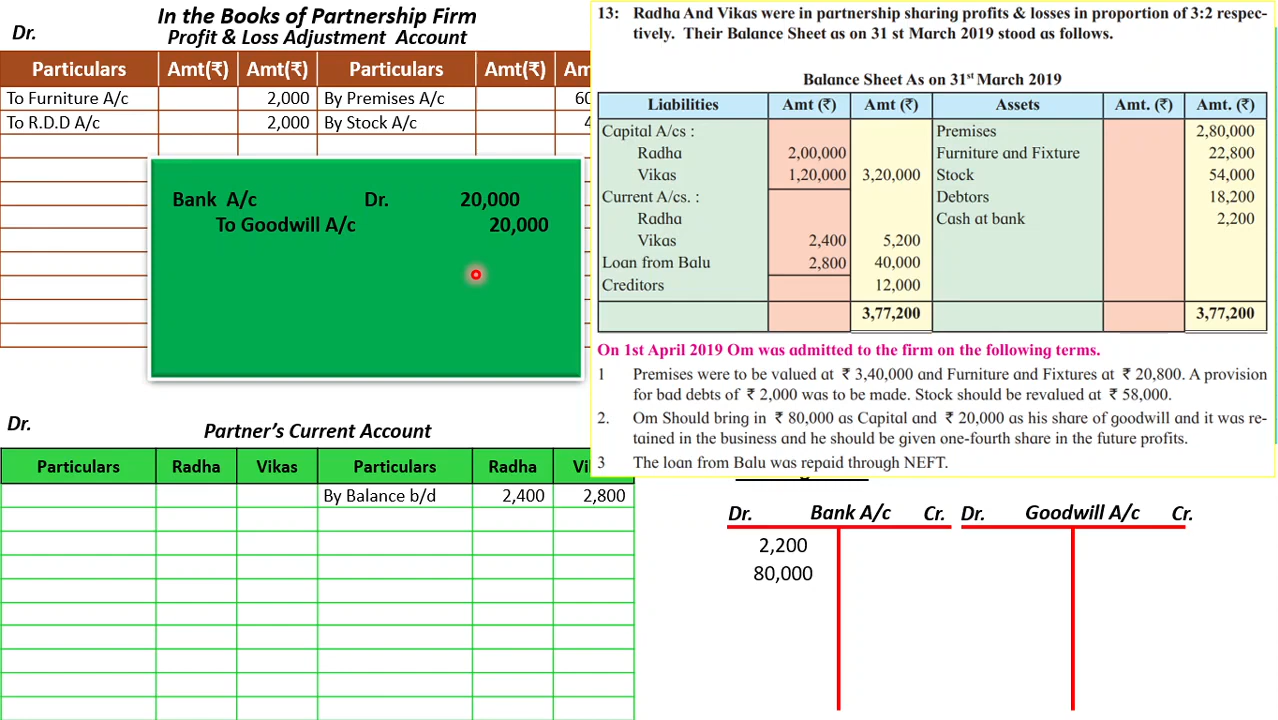 In the Books of Partnership Firm
Dr.
Profit & Loss Adjustment Account
Particulars Amt(₹) Amt(₹) Particulars Amt(₹)
To Furniture A/c 2,000 By Premises A/c
To R.D.D A/c 2,000 By Stock A/c
Bank A/c Dr. 20,000
To Goodwill A/c 20,000
Dr.
Partner's Current Account
Particulars Radha Vikas Particulars Radha
By Balance b/d 2,400 2,800
13: Radha And Vikas were in partnership sharing profits & losses in proportion of 3:2 respec-
tively. Their Balance Sheet as on 31 st March 2019 stood as follows.
Balance Sheet As on 31st March 2019
Liabilities Amt (₹) Amt (₹) Assets Amt. (₹) Amt. (₹)
Capital A/cs : Premises 2,80,000
Radha 2,00,000 Furniture and Fixture 22,800
Vikas 1,20,000 3,20,000 Stock 54,000
Current A/cs. : Debtors 18,200
Radha Cash at bank 2,200
Vikas 2,400 5,200
Loan from Balu 2,800 40,000
Creditors 12,000
3,77,200 3,77,200
On 1st April 2019 Om was admitted to the firm on the following terms.
1 Premises were to be valued at ₹ 3,40,000 and Furniture and Fixtures at ₹ 20,800. A provision
for bad debts of ₹ 2,000 was to be made. Stock should be revalued at ₹ 58,000.
2. Om Should bring in ₹ 80,000 as Capital and ₹ 20,000 as his share of goodwill and it was re-
tained in the business and he should be given one-fourth share in the future profits.
3 The loan from Balu was repaid through NEFT.
Dr. Bank A/c Cr. Dr. Goodwill A/c Cr.
2,200
80,000